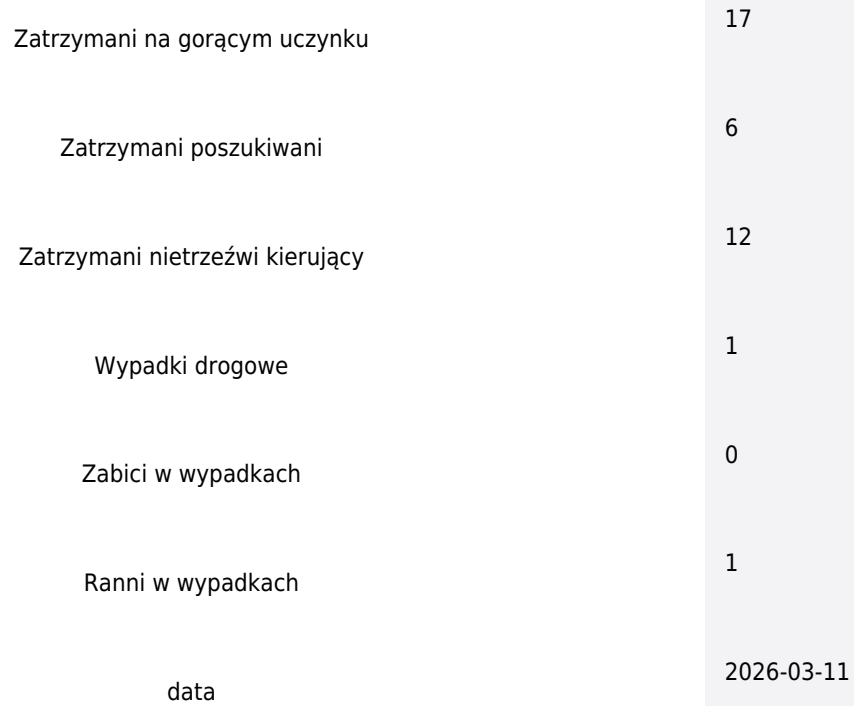 Zatrzymani na gorącym uczynku 17
Zatrzymani poszukiwani 6
Zatrzymani nietrzeźwi kierujący 12
Wypadki drogowe 1
Zabici w wypadkach 0
Ranni w wypadkach 1
data 2026-03-11